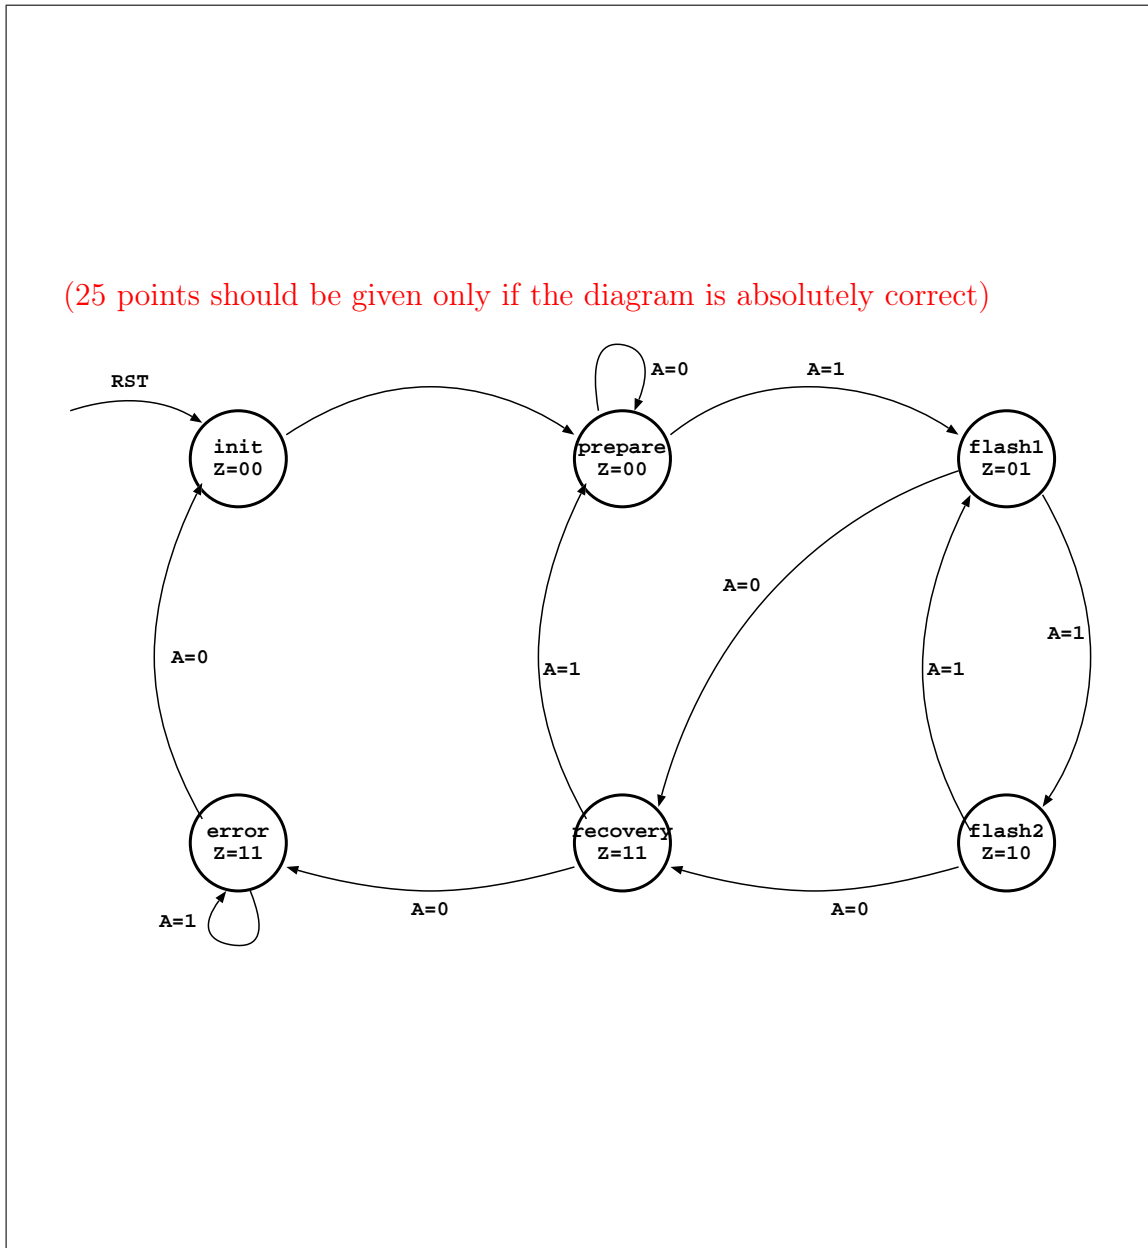 (25 points should be given only if the diagram is absolutely correct)
RST
A=0
A=1
init
Z=00
prepare
Z=00
flash1
Z=01
A=0
A=1
A=0
A=1
A=1
error
Z=11
recovery
Z=11
flash2
Z=10
A=1
A=0
A=0